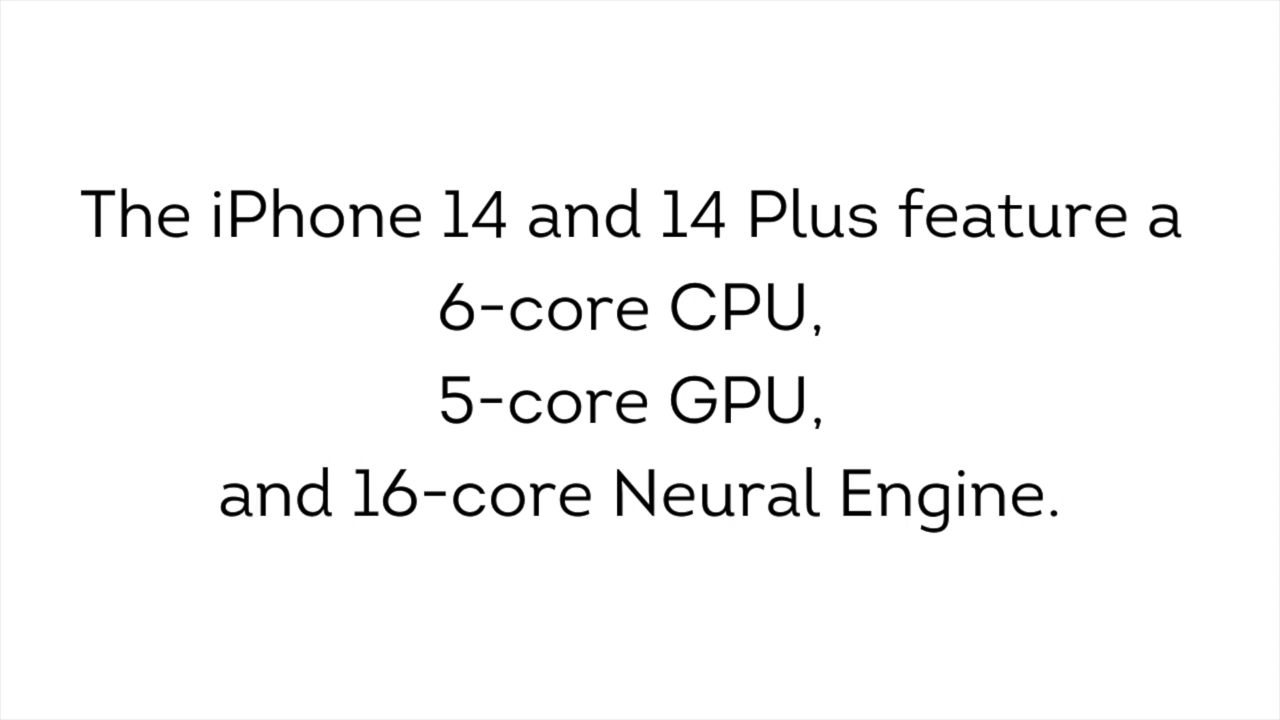 The iPhone 14 and 14 Plus feature a
6-core CPU,
5-core GPU,
and 16-core Neural Engine.